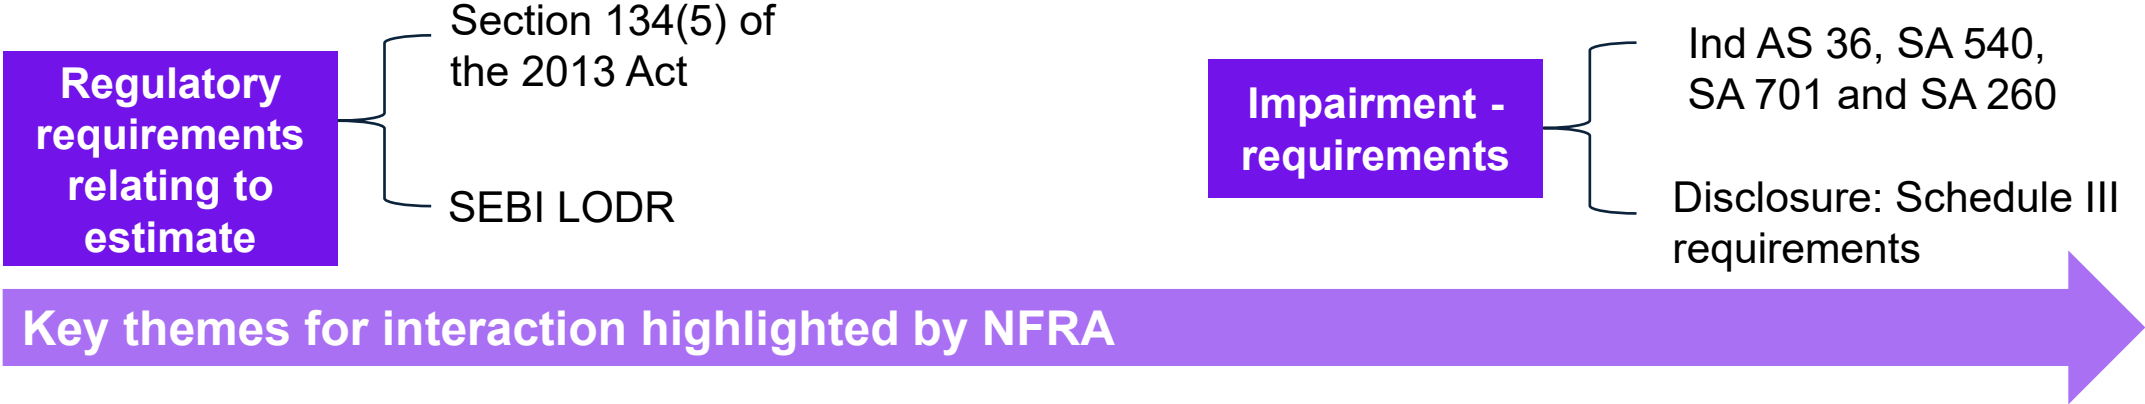 Regulatory
requirements
relating to
estimate
Section 134(5) of
the 2013 Act
SEBI LODR
Impairment -
requirements
Ind AS 36, SA 540,
SA 701 and SA 260
Disclosure: Schedule III
requirements
Key themes for interaction highlighted by NFRA